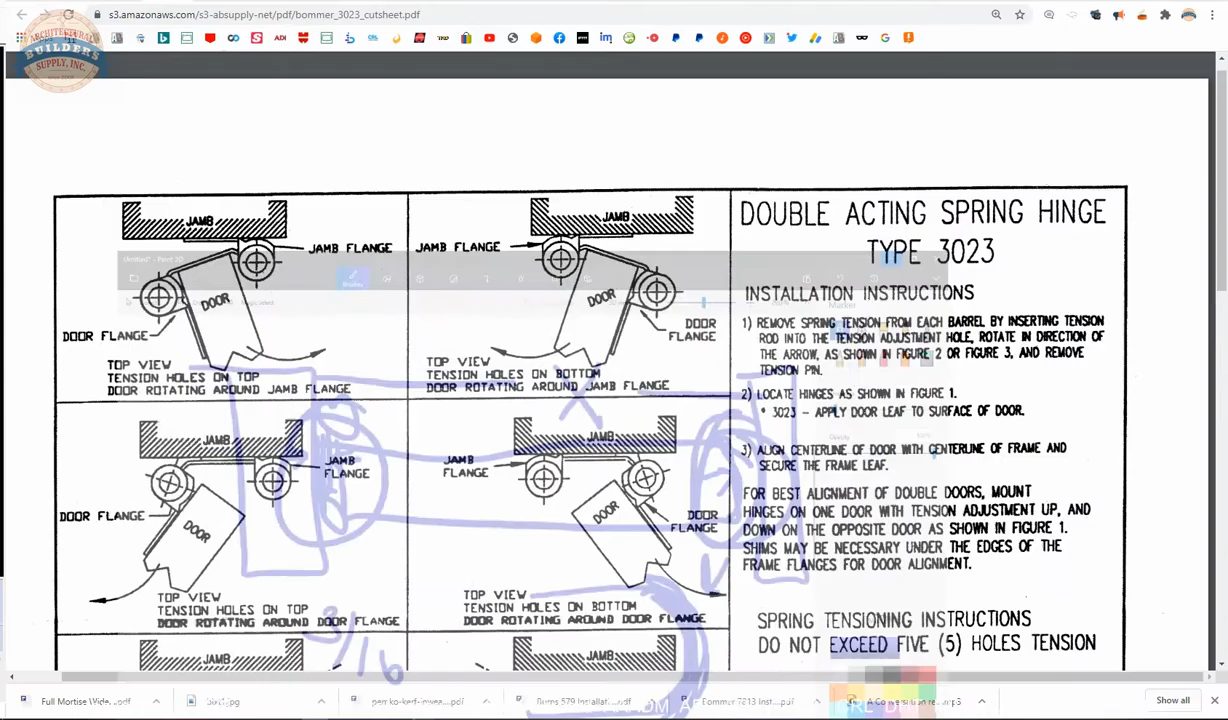 s3.amazonaws.com/s3-absupply-net/pdf/bommer_3023_cutsheet.pdf
ARCHITECTURAL
BUILDERS
SUPPLY, INC.
JAMB
JAMB FLANGE
DOOR
DOOR FLANGE
TOP VIEW
TENSION HOLES ON TOP
DOOR ROTATING AROUND JAMB FLANGE
JAMB
JAMB FLANGE
DOOR
DOOR
FLANGE
TOP VIEW
TENSION HOLES ON BOTTOM
DOOR ROTATING AROUND JAMB FLANGE
JAMB
JAMB
FLANGE
DOOR FLANGE
DOOR
TOP VIEW
TENSION HOLES ON TOP
DOOR ROTATING AROUND DOOR FLANGE
JAMB
JAMB FLANGE
DOOR
DOOR
FLANGE
TOP VIEW
TENSION HOLES ON BOTTOM
DOOR ROTATING AROUND DOOR FLANGE
3/16
JAMB
JAMB
DOUBLE ACTING SPRING HINGE
TYPE 3023
INSTALLATION INSTRUCTIONS
1) REMOVE SPRING TENSION FROM EACH BARREL BY INSERTING TENSION
ROD INTO THE TENSION ADJUSTMENT HOLE, ROTATE IN DIRECTION OF
THE ARROW, AS SHOWN IN FIGURE 2 OR FIGURE 3, AND REMOVE
TENSION PIN.
2) LOCATE HINGES AS SHOWN IN FIGURE 1.
* 3023 - APPLY DOOR LEAF TO SURFACE OF DOOR.
3) ALIGN CENTERLINE OF DOOR WITH CENTERLINE OF FRAME AND
SECURE THE FRAME LEAF.
FOR BEST ALIGNMENT OF DOUBLE DOORS, MOUNT
HINGES ON ONE DOOR WITH TENSION ADJUSTMENT UP, AND
DOWN ON THE OPPOSITE DOOR AS SHOWN IN FIGURE 1.
SHIMS MAY BE NECESSARY UNDER THE EDGES OF THE
FRAME FLANGES FOR DOOR ALIGNMENT.
SPRING TENSIONING INSTRUCTIONS
DO NOT EXCEED FIVE (5) HOLES TENSION
Full Mortise Wide....pdf
Show all